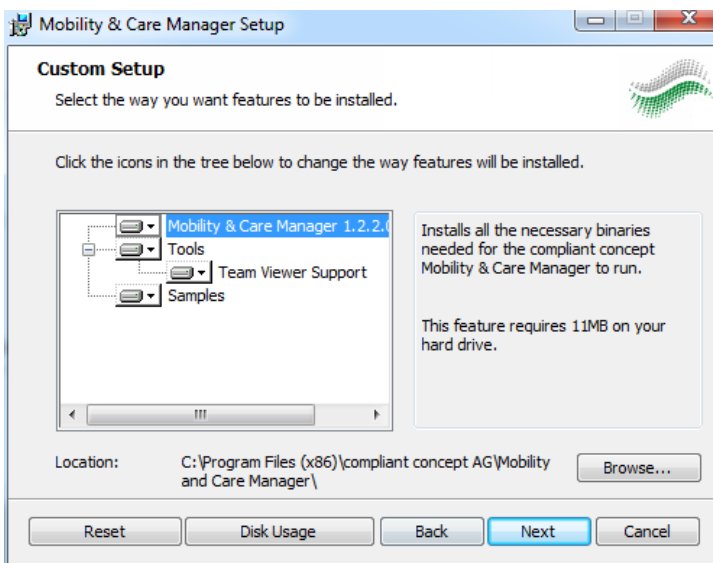 Mobility & Care Manager Setup
Custom Setup
Select the way you want features to be installed.
Click the icons in the tree below to change the way features will be installed.
Mobility & Care Manager 1.2.2.
Tools
Team Viewer Support
Samples
Installs all the necessary binaries
needed for the compliant concept
Mobility & Care Manager to run.
This feature requires 11MB on your
hard drive.
Location:
C:\Program Files (x86)\compliant concept AG\Mobility
and Care Manager\
Browse...
Reset
Disk Usage
Back
Next
Cancel